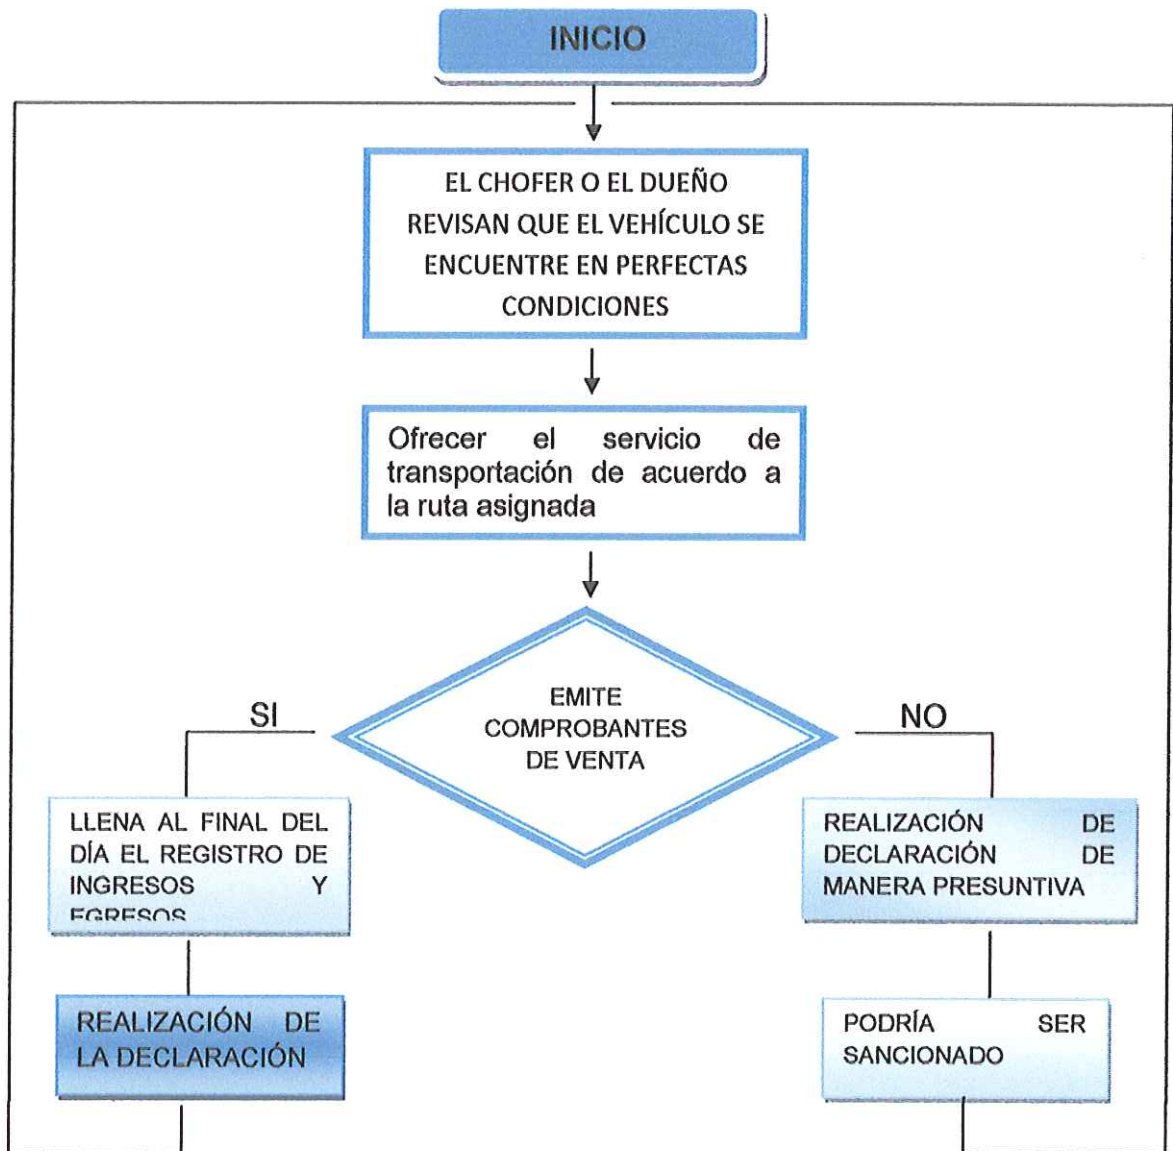 INICIO
EL CHOFER O EL DUEÑO
REVISAN QUE EL VEHÍCULO SE
ENCUENTRE EN PERFECTAS
CONDICIONES
Ofrecer el servicio de
transportación de acuerdo a
la ruta asignada
EMITE
COMPROBANTES
DE VENTA
SI
NO
LLENA AL FINAL DEL
DÍA EL REGISTRO DE
INGRESOS Y
EGRESOS
REALIZACIÓN DE
LA DECLARACIÓN
REALIZACIÓN DE
DECLARACIÓN DE
MANERA PRESUNTIVA
PODRÍA SER
SANCIONADO